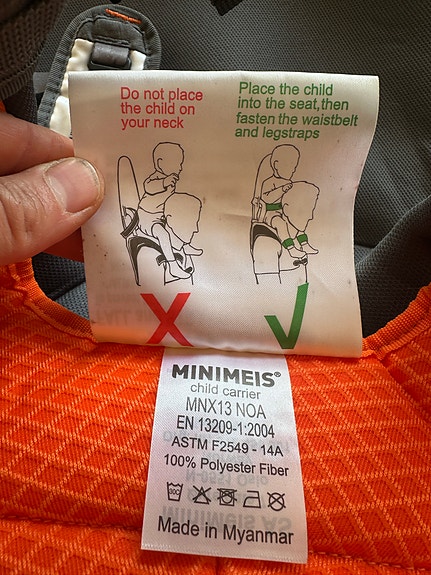 Do not place
the child on
your neck
Place the child
into the seat,then
fasten the waistbelt
and legstraps
X
MINIMEIS®
child carrier
MNX13 NOA
EN 13209-1:2004
ASTM F2549 - 14A
100% Polyester Fiber
Made in Myanmar